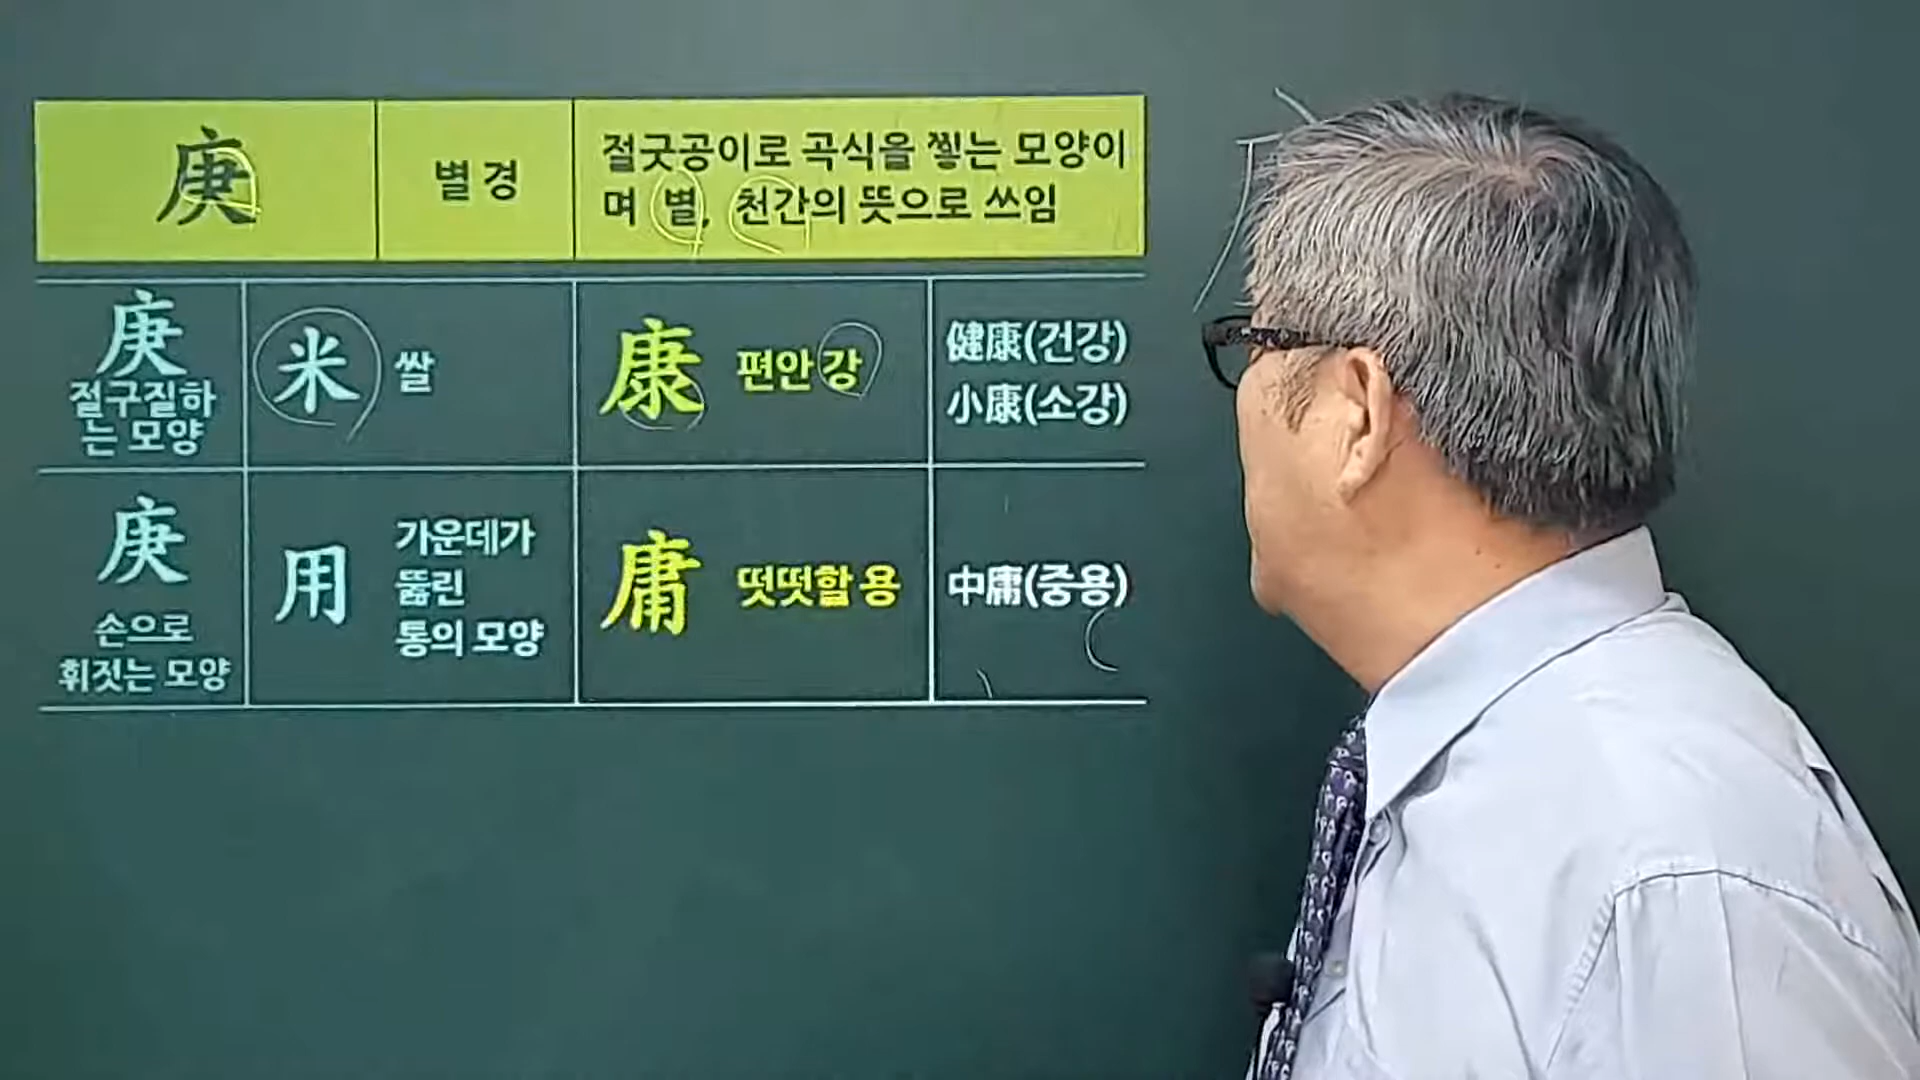 庚
별 경
절굿공이로 곡식을 찧는 모양이
며 별, 천간의 뜻으로 쓰임
庚
절구질하
는 모양
米
쌀
康
편안 강
健康(건강)
小康(소강)
庚
손으로
휘젓는 모양
用
가운데가
뚫린
통의 모양
庸
떳떳할 용
中庸(중용)